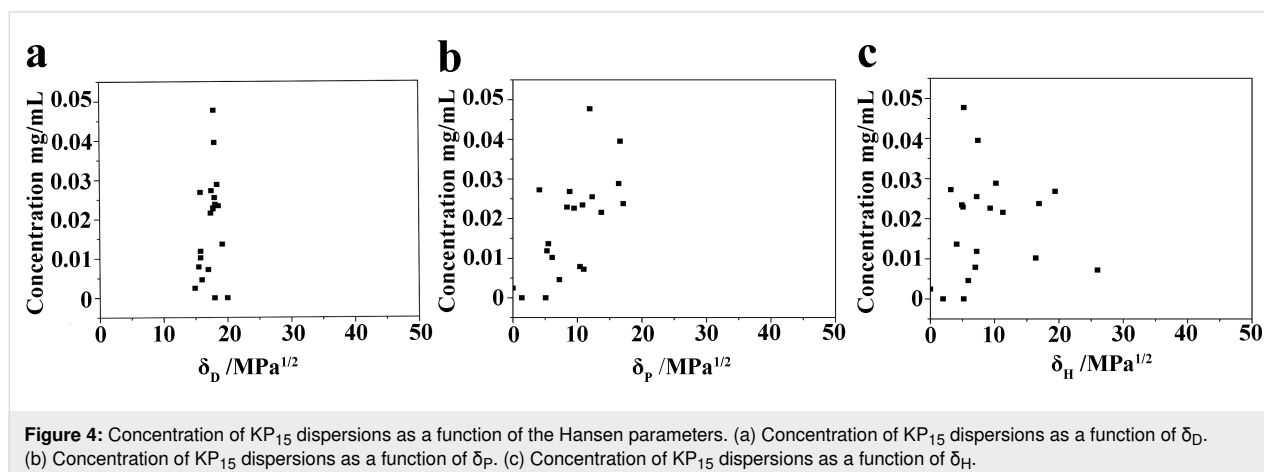 a
b
c
Concentration mg/mL
0.05
0.04
0.03
0.02
0.01
0
0 10 20 30 40 50
δD /MPa1/2
Concentration mg/mL
0.05
0.04
0.03
0.02
0.01
0
0 10 20 30 40 50
δP /MPa1/2
Concentration mg/mL
0.05
0.04
0.03
0.02
0.01
0
0 10 20 30 40 50
δH /MPa1/2
Figure 4: Concentration of KP15 dispersions as a function of the Hansen parameters. (a) Concentration of KP15 dispersions as a function of δD.
(b) Concentration of KP15 dispersions as a function of δP. (c) Concentration of KP15 dispersions as a function of δH.